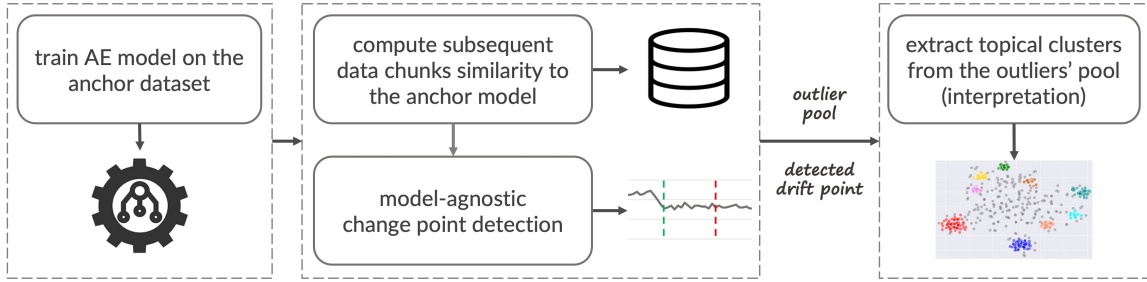 train AE model on the
anchor dataset
compute subsequent
data chunks similarity to
the anchor model
model-agnostic
change point detection
outlier
pool
detected
drift point
extract topical clusters
from the outliers' pool
(interpretation)